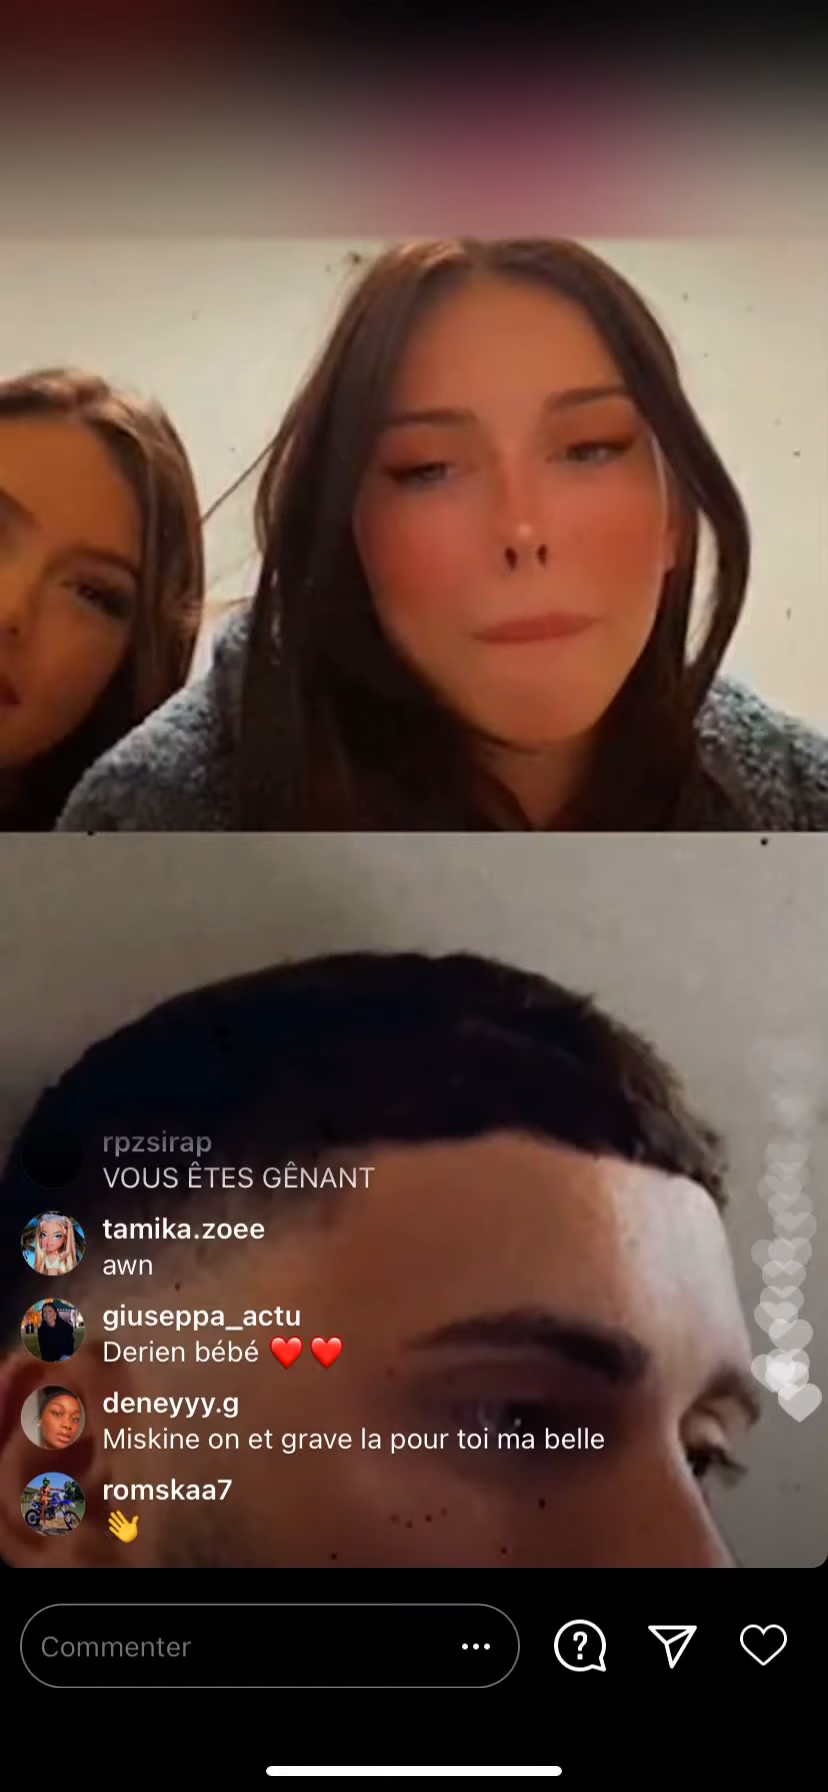 rpzsirap
VOUS ÊTES GÊNANT
tamika.zoee
awn
giuseppa_actu
Derien bébé ❤️❤️
deneyyy.g
Miskine on et grave la pour toi ma belle
romskaa7
👋
Commenter